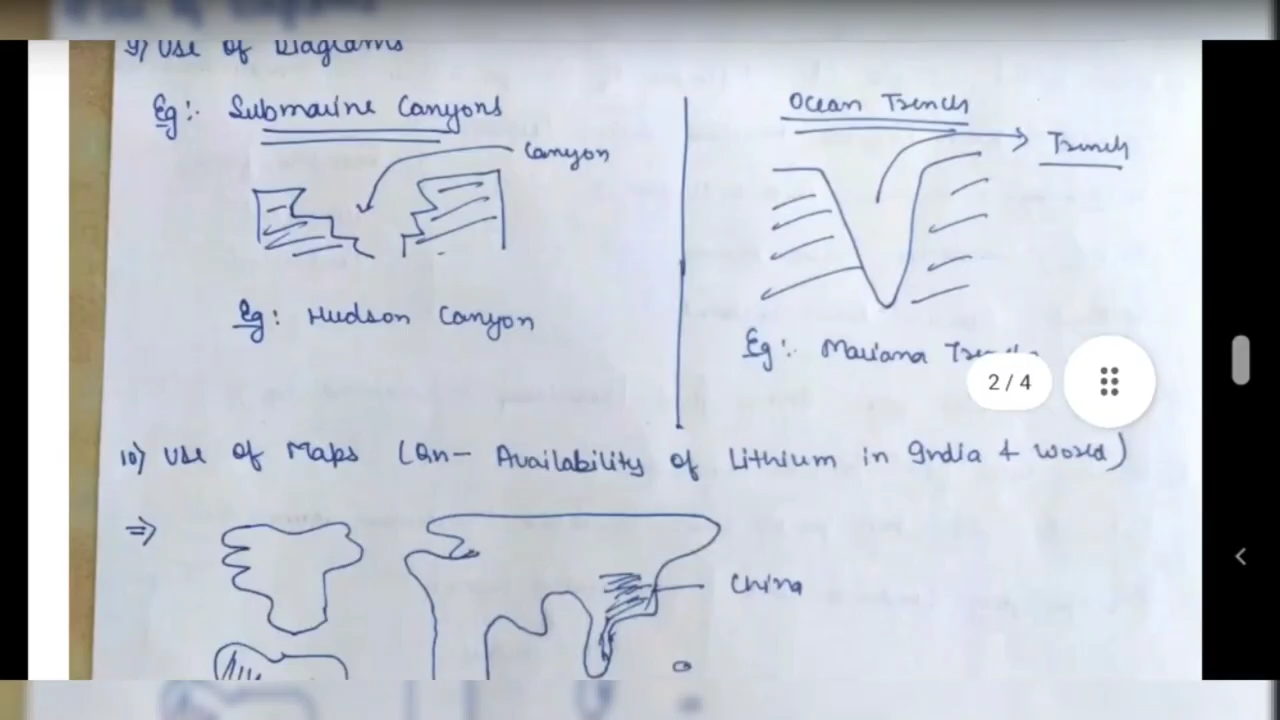 9) Use of Diagrams
Eg:- Submarine Canyons
Canyon
Eg: Hudson Canyon
Ocean Trench
Trench
Eg:- Mariana
2 / 4
10) Use of Maps (Qn- Availability of Lithium in India & World)
China